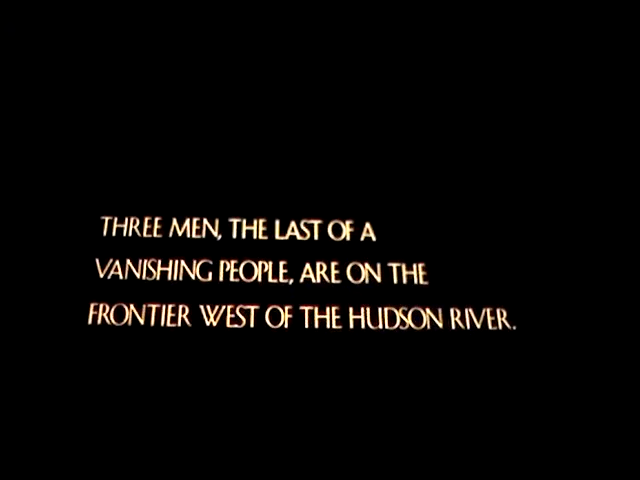 THREE MEN, THE LAST OF A
VANISHING PEOPLE, ARE ON THE
FRONTIER WEST OF THE HUDSON RIVER.